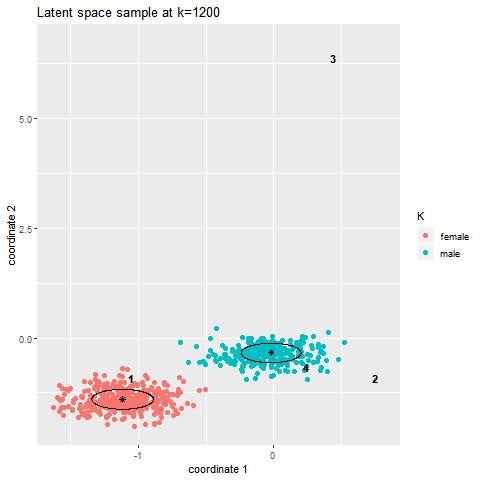 Latent space sample at k=1200
3
5.0
K
female
male
coordinate 2
2.5
0.0
4
1
2
-1
0
coordinate 1